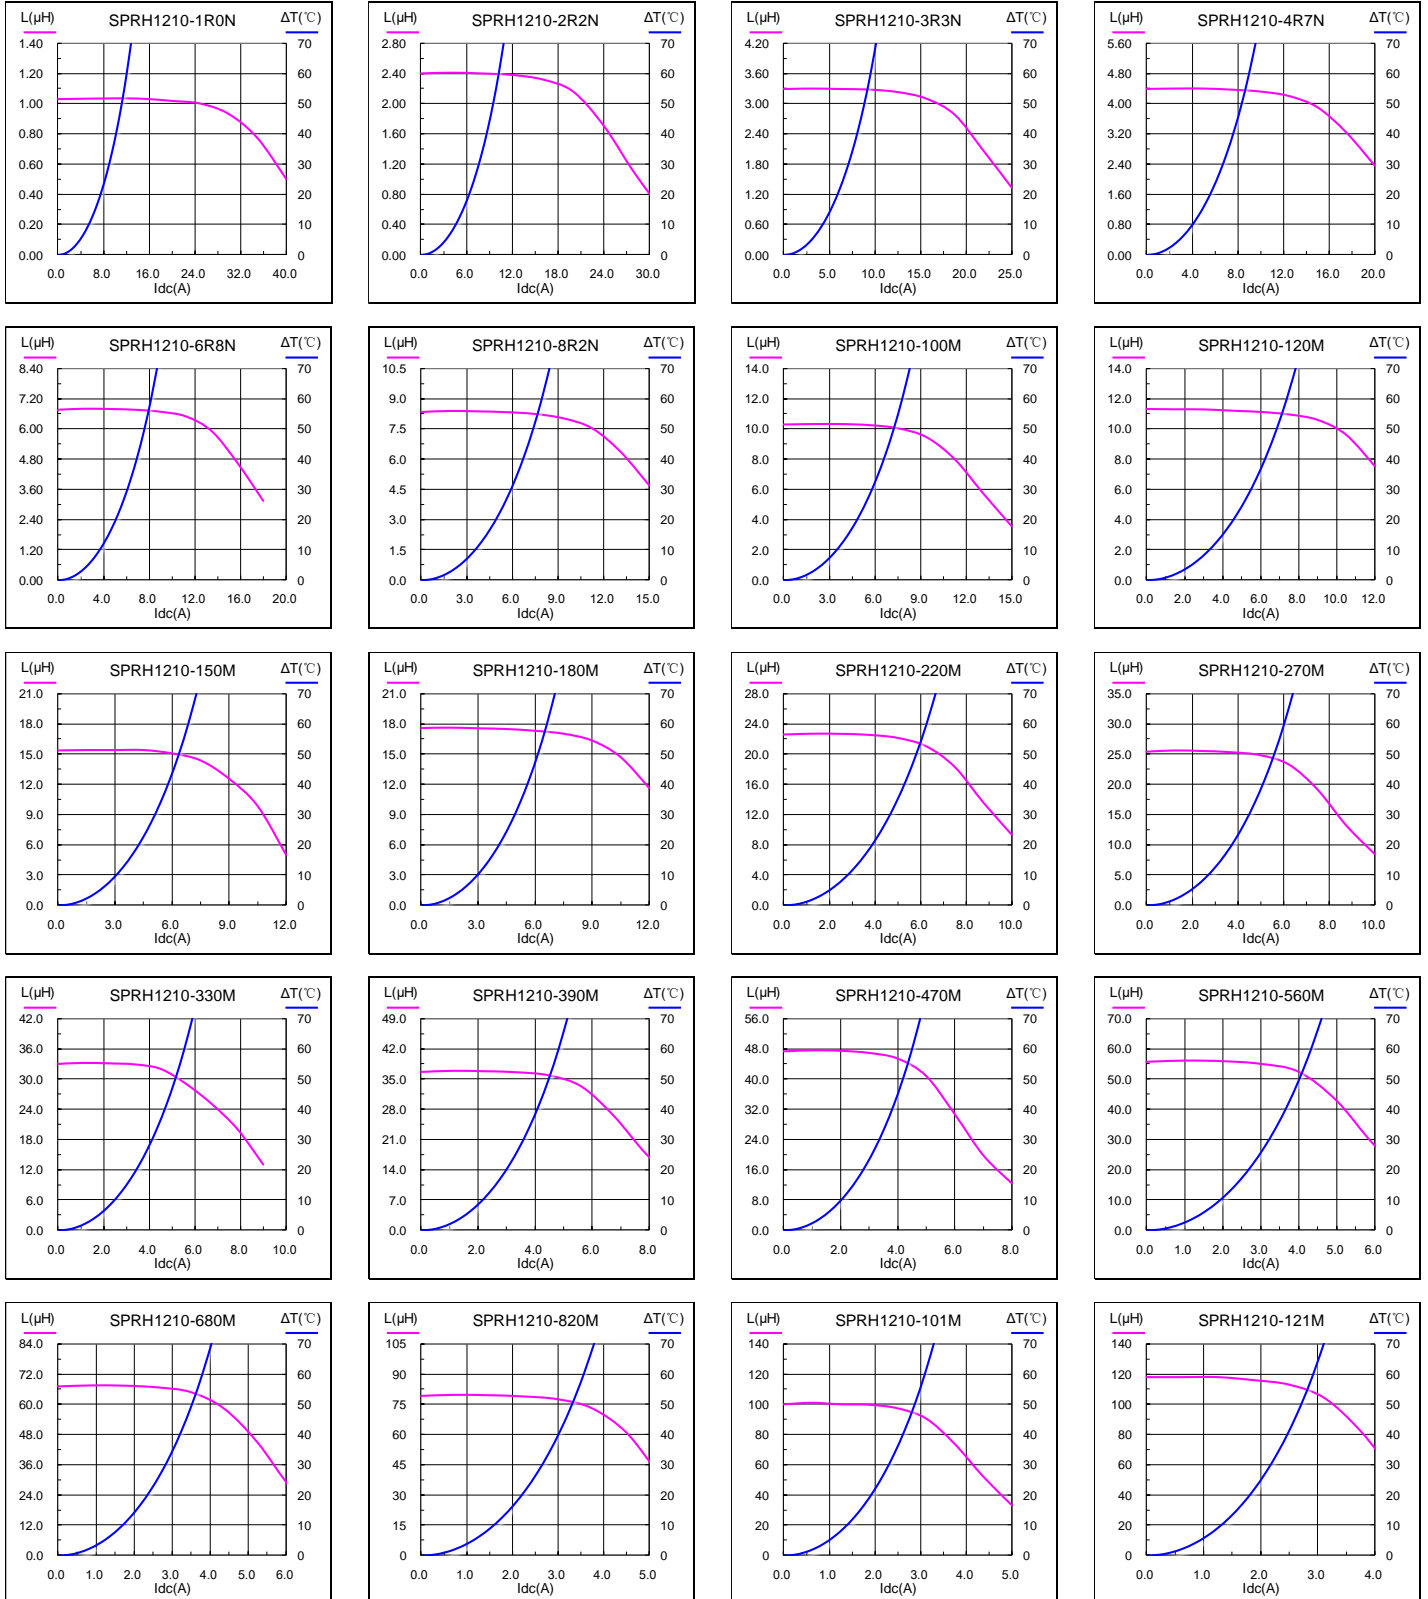 L(μH) SPRH1210-1R0N ΔT(℃)
1.40 70
1.20 60
1.00 50
0.80 40
0.60 30
0.40 20
0.20 10
0.00 0
0.0 8.0 16.0 24.0 32.0 40.0
Idc(A)
L(μH) SPRH1210-2R2N ΔT(℃)
2.80 70
2.40 60
2.00 50
1.60 40
1.20 30
0.80 20
0.40 10
0.00 0
0.0 6.0 12.0 18.0 24.0 30.0
Idc(A)
L(μH) SPRH1210-3R3N ΔT(℃)
4.20 70
3.60 60
3.00 50
2.40 40
1.80 30
1.20 20
0.60 10
0.00 0
0.0 5.0 10.0 15.0 20.0 25.0
Idc(A)
L(μH) SPRH1210-4R7N ΔT(℃)
5.60 70
4.80 60
4.00 50
3.20 40
2.40 30
1.60 20
0.80 10
0.00 0
0.0 4.0 8.0 12.0 16.0 20.0
Idc(A)
L(μH) SPRH1210-6R8N ΔT(℃)
8.40 70
7.20 60
6.00 50
4.80 40
3.60 30
2.40 20
1.20 10
0.00 0
0.0 4.0 8.0 12.0 16.0 20.0
Idc(A)
L(μH) SPRH1210-8R2N ΔT(℃)
10.5 70
9.0 60
7.5 50
6.0 40
4.5 30
3.0 20
1.5 10
0.0 0
0.0 3.0 6.0 9.0 12.0 15.0
Idc(A)
L(μH) SPRH1210-100M ΔT(℃)
14.0 70
12.0 60
10.0 50
8.0 40
6.0 30
4.0 20
2.0 10
0.0 0
0.0 3.0 6.0 9.0 12.0 15.0
Idc(A)
L(μH) SPRH1210-120M ΔT(℃)
14.0 70
12.0 60
10.0 50
8.0 40
6.0 30
4.0 20
2.0 10
0.0 0
0.0 2.0 4.0 6.0 8.0 10.0 12.0
Idc(A)
L(μH) SPRH1210-150M ΔT(℃)
21.0 70
18.0 60
15.0 50
12.0 40
9.0 30
6.0 20
3.0 10
0.0 0
0.0 3.0 6.0 9.0 12.0
Idc(A)
L(μH) SPRH1210-180M ΔT(℃)
21.0 70
18.0 60
15.0 50
12.0 40
9.0 30
6.0 20
3.0 10
0.0 0
0.0 3.0 6.0 9.0 12.0
Idc(A)
L(μH) SPRH1210-220M ΔT(℃)
28.0 70
24.0 60
20.0 50
16.0 40
12.0 30
8.0 20
4.0 10
0.0 0
0.0 2.0 4.0 6.0 8.0 10.0
Idc(A)
L(μH) SPRH1210-270M ΔT(℃)
35.0 70
30.0 60
25.0 50
20.0 40
15.0 30
10.0 20
5.0 10
0.0 0
0.0 2.0 4.0 6.0 8.0 10.0
Idc(A)
L(μH) SPRH1210-330M ΔT(℃)
42.0 70
36.0 60
30.0 50
24.0 40
18.0 30
12.0 20
6.0 10
0.0 0
0.0 2.0 4.0 6.0 8.0 10.0
Idc(A)
L(μH) SPRH1210-390M ΔT(℃)
49.0 70
42.0 60
35.0 50
28.0 40
21.0 30
14.0 20
7.0 10
0.0 0
0.0 2.0 4.0 6.0 8.0
Idc(A)
L(μH) SPRH1210-470M ΔT(℃)
56.0 70
48.0 60
40.0 50
32.0 40
24.0 30
16.0 20
8.0 10
0.0 0
0.0 2.0 4.0 6.0 8.0
Idc(A)
L(μH) SPRH1210-560M ΔT(℃)
70.0 70
60.0 60
50.0 50
40.0 40
30.0 30
20.0 20
10.0 10
0.0 0
0.0 1.0 2.0 3.0 4.0 5.0 6.0
Idc(A)
L(μH) SPRH1210-680M ΔT(℃)
84.0 70
72.0 60
60.0 50
48.0 40
36.0 30
24.0 20
12.0 10
0.0 0
0.0 1.0 2.0 3.0 4.0 5.0 6.0
Idc(A)
L(μH) SPRH1210-820M ΔT(℃)
105 70
90 60
75 50
60 40
45 30
30 20
15 10
0 0
0.0 1.0 2.0 3.0 4.0 5.0
Idc(A)
L(μH) SPRH1210-101M ΔT(℃)
140 70
120 60
100 50
80 40
60 30
40 20
20 10
0 0
0.0 1.0 2.0 3.0 4.0 5.0
Idc(A)
L(μH) SPRH1210-121M ΔT(℃)
140 70
120 60
100 50
80 40
60 30
40 20
20 10
0 0
0.0 1.0 2.0 3.0 4.0
Idc(A)